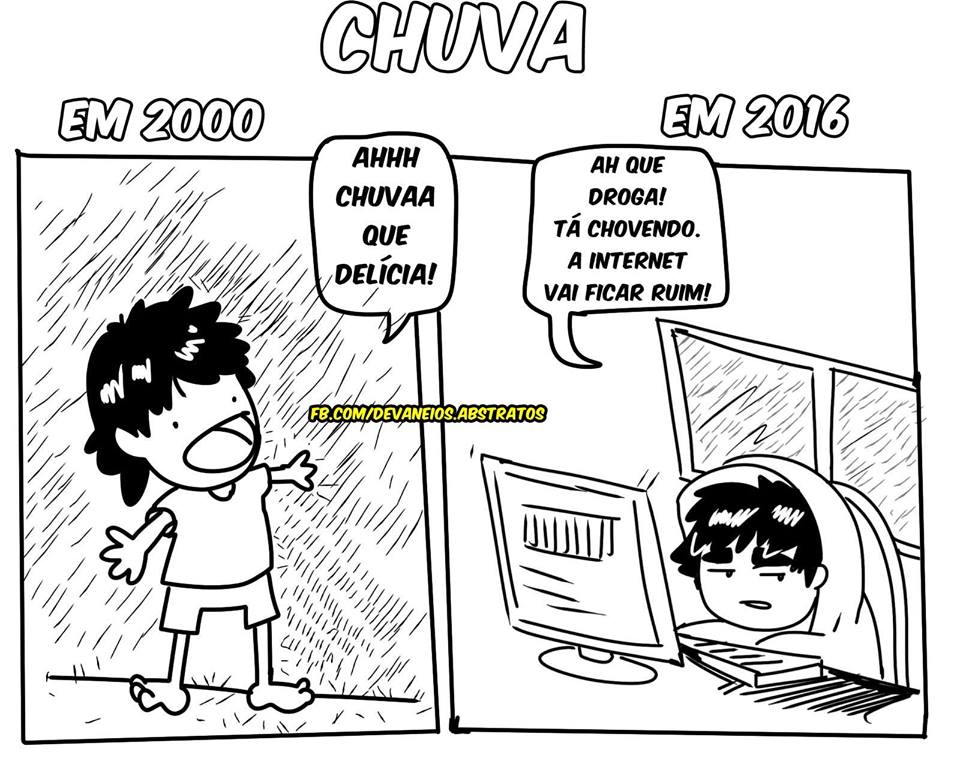 CHUVA
EM 2000
EM 2016
AHHH
CHUVAA
QUE
DELÍCIA!
AH QUE
DROGA!
TÁ CHOVENDO.
A INTERNET
VAI FICAR RUIM!
FB.COM/DEVANEIOS.ABSTRATOS